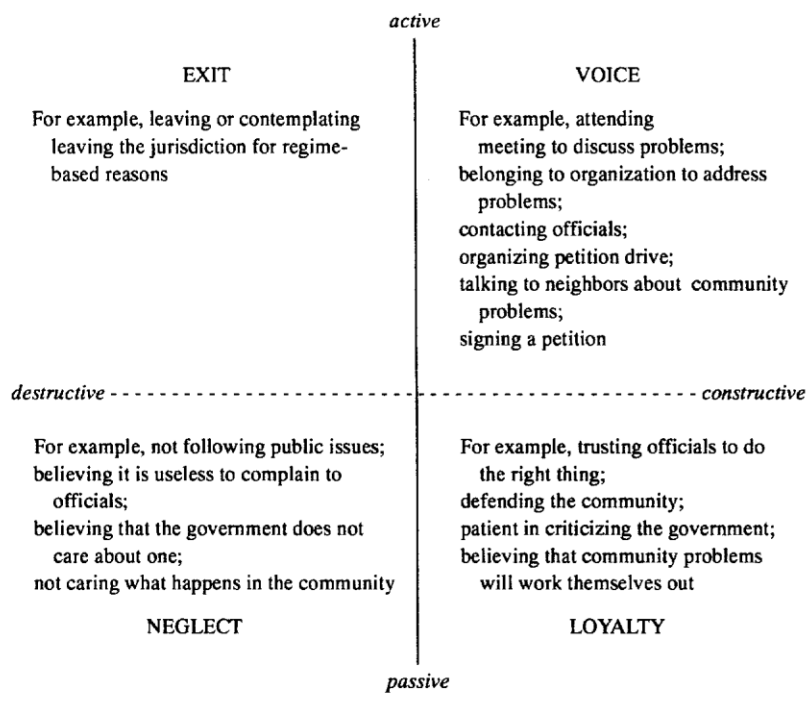 active
EXIT
For example, leaving or contemplating
leaving the jurisdiction for regime-
based reasons
VOICE
For example, attending
meeting to discuss problems;
belonging to organization to address
problems;
contacting officials;
organizing petition drive;
talking to neighbors about community
problems;
signing a petition
destructive
constructive
For example, not following public issues;
believing it is useless to complain to
officials;
believing that the government does not
care about one;
not caring what happens in the community
NEGLECT
For example, trusting officials to do
the right thing;
defending the community;
patient in criticizing the government;
believing that community problems
will work themselves out
LOYALTY
passive